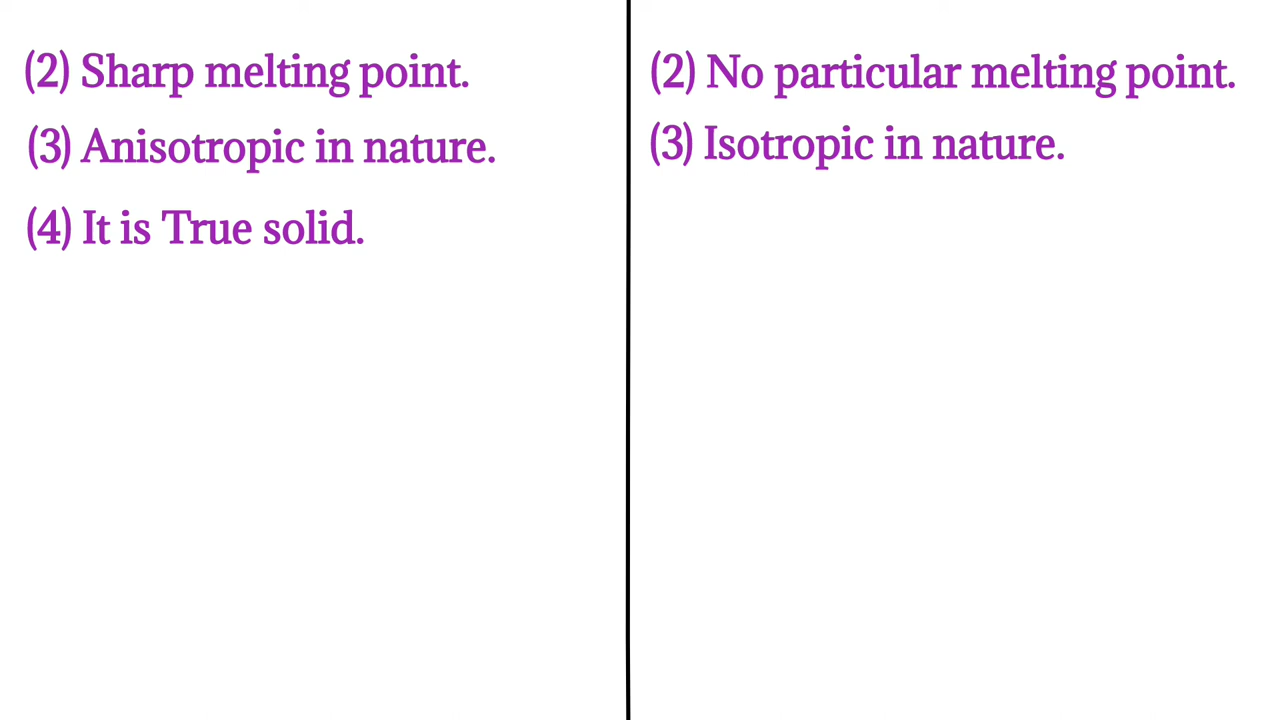 (2) Sharp melting point.
(3) Anisotropic in nature.
(4) It is True solid.
(2) No particular melting point.
(3) Isotropic in nature.